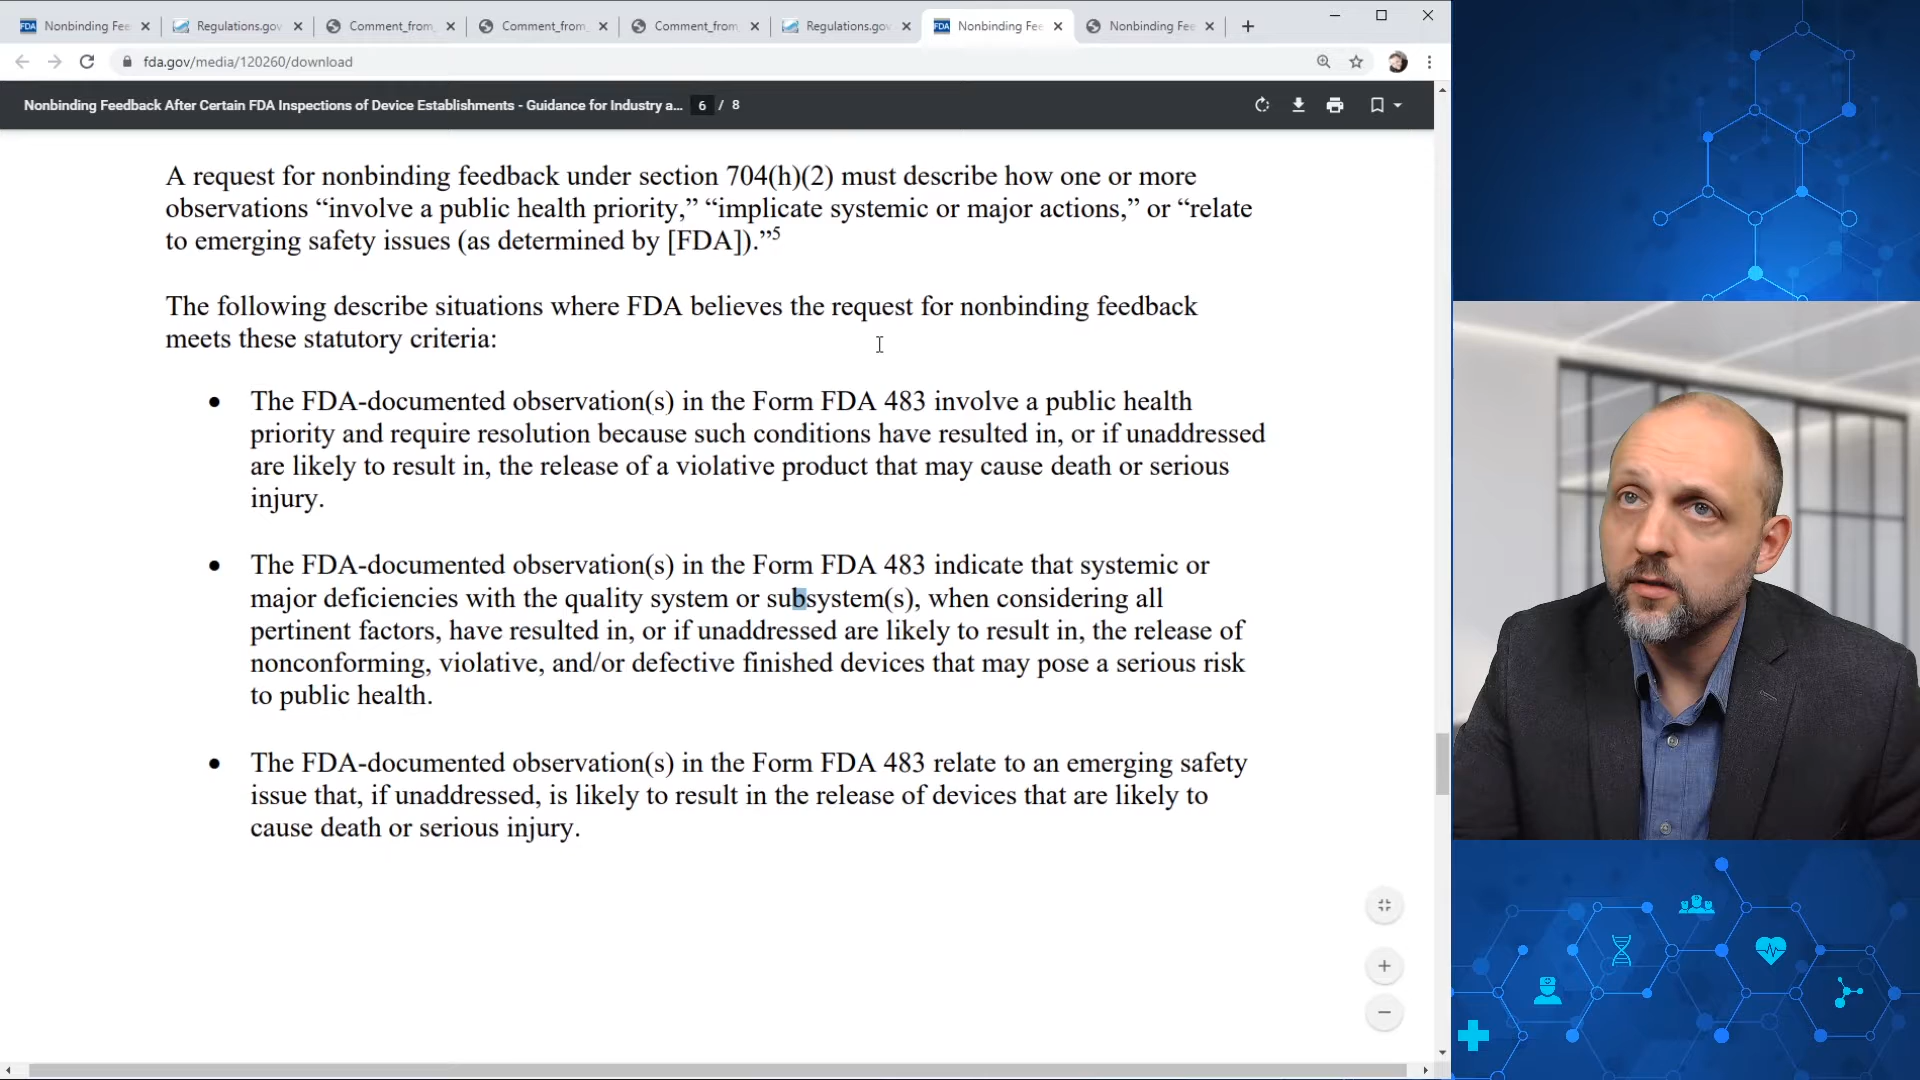 FDA Nonbinding Fee
Regulations.gov
Comment_from_
Comment_from_
Comment_from_
Regulations.gov
FDA Nonbinding Fee
Nonbinding Fee
fda.gov/media/120260/download
Nonbinding Feedback After Certain FDA Inspections of Device Establishments - Guidance for Industry a... 6 / 8
A request for nonbinding feedback under section 704(h)(2) must describe how one or more
observations “involve a public health priority,” “implicate systemic or major actions,” or “relate
to emerging safety issues (as determined by [FDA]).”5
The following describe situations where FDA believes the request for nonbinding feedback
meets these statutory criteria:
• The FDA-documented observation(s) in the Form FDA 483 involve a public health
priority and require resolution because such conditions have resulted in, or if unaddressed
are likely to result in, the release of a violative product that may cause death or serious
injury.
• The FDA-documented observation(s) in the Form FDA 483 indicate that systemic or
major deficiencies with the quality system or subsystem(s), when considering all
pertinent factors, have resulted in, or if unaddressed are likely to result in, the release of
nonconforming, violative, and/or defective finished devices that may pose a serious risk
to public health.
• The FDA-documented observation(s) in the Form FDA 483 relate to an emerging safety
issue that, if unaddressed, is likely to result in the release of devices that are likely to
cause death or serious injury.